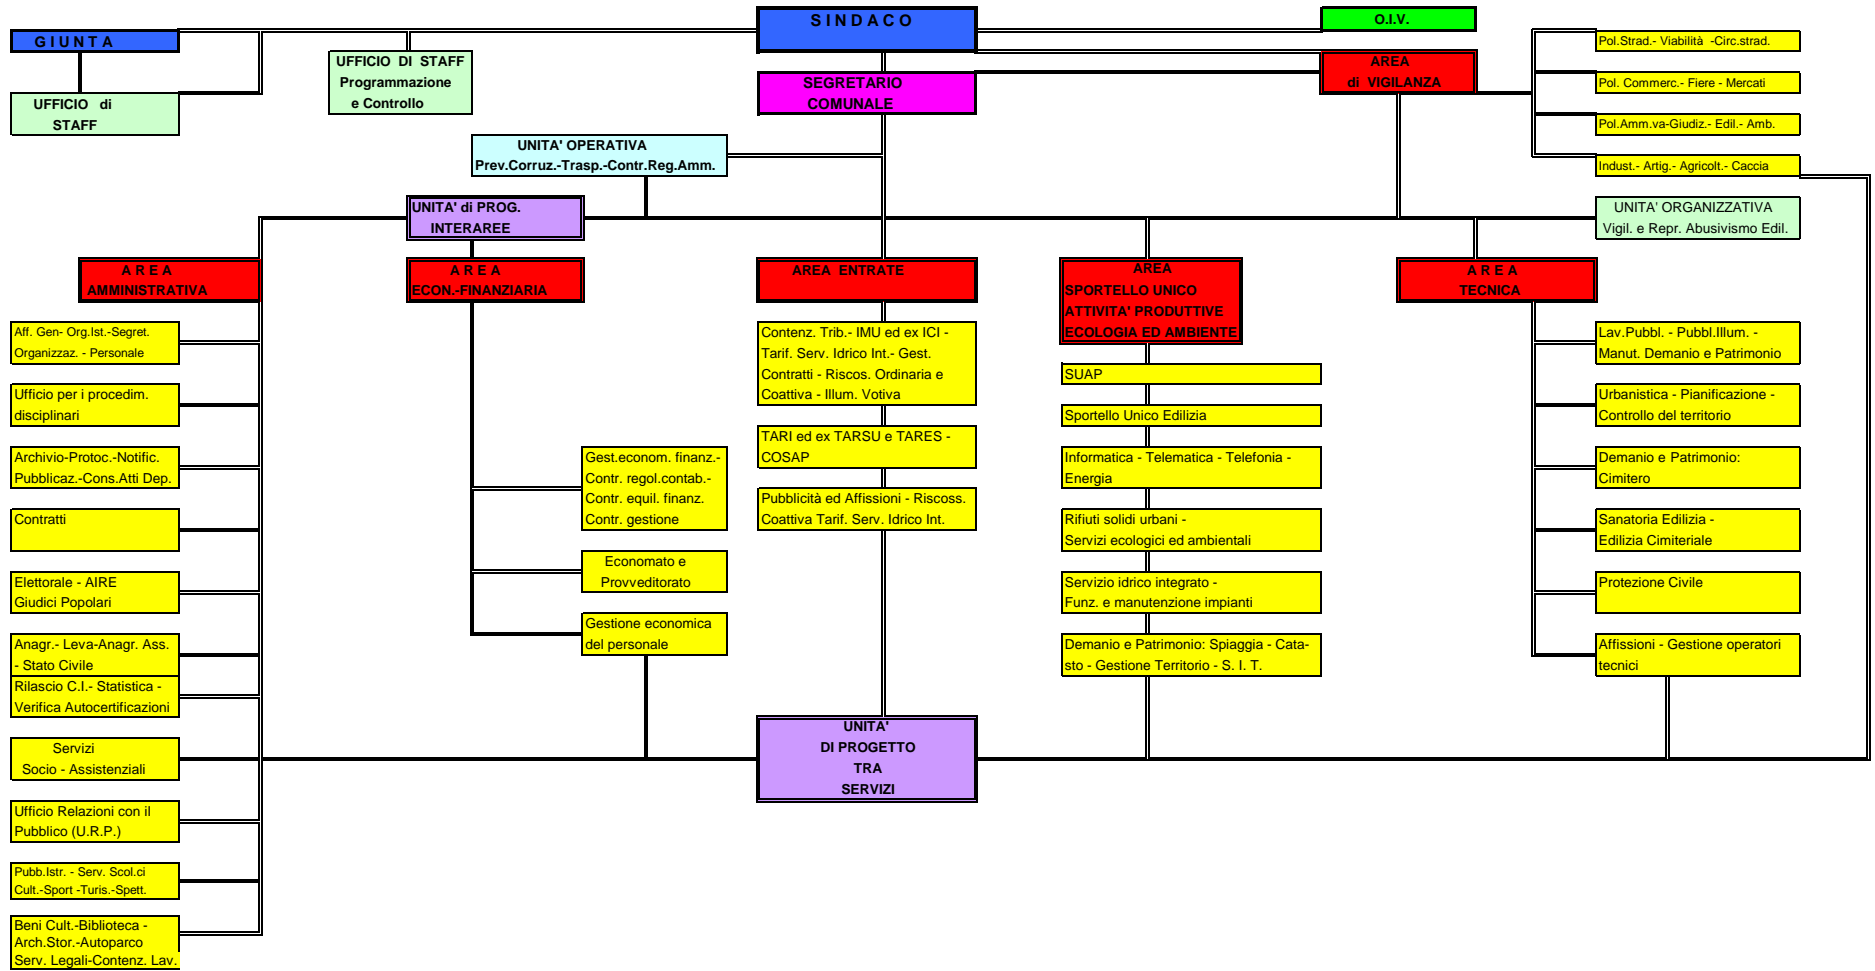 SINDACO
O.I.V.
GIUNTA
UFFICIO DI STAFF
Programmazione
e Controllo
UFFICIO di
STAFF
SEGRETARIO
COMUNALE
AREA
di VIGILANZA
Pol.Strad.- Viabilità -Circ.strad.
Pol. Commerc.- Fiere - Mercati
Pol.Amm.va-Giudiz.- Edil.- Amb.
Indust.- Artig.- Agricolt.- Caccia
UNITA' OPERATIVA
Prev.Corruz.-Trasp.-Contr.Reg.Amm.
UNITA' di PROG.
INTERAREE
UNITA' ORGANIZZATIVA
Vigil. e Repr. Abusivismo Edil.
AREA
AMMINISTRATIVA
Aff. Gen- Org.Ist.-Segret.
Organizzaz. - Personale
Ufficio per i procedim.
disciplinari
Archivio-Protoc.-Notific.
Pubblicaz.-Cons.Atti Dep.
Contratti
Elettorale - AIRE
Giudici Popolari
Anagr.- Leva-Anagr. Ass.
- Stato Civile
Rilascio C.I.- Statistica -
Verifica Autocertificazioni
Servizi
Socio - Assistenziali
Ufficio Relazioni con il
Pubblico (U.R.P.)
Pubb.Istr. - Serv. Scol.ci
Cult.-Sport -Turis.-Spett.
Beni Cult.-Biblioteca -
Arch.Stor.-Autoparco
Serv. Legali-Contenz. Lav.
AREA
ECON.-FINANZIARIA
Gest.econom. finanz.-
Contr. regol.contab.-
Contr. equil. finanz.
Contr. gestione
Economato e
Provveditorato
Gestione economica
del personale
AREA ENTRATE
Contenz. Trib.- IMU ed ex ICI -
Tarif. Serv. Idrico Int.- Gest.
Contratti - Riscos. Ordinaria e
Coattiva - Illum. Votiva
TARI ed ex TARSU e TARES -
COSAP
Pubblicità ed Affissioni - Riscoss.
Coattiva Tarif. Serv. Idrico Int.
AREA
SPORTELLO UNICO
ATTIVITA' PRODUTTIVE
ECOLOGIA ED AMBIENTE
SUAP
Sportello Unico Edilizia
Informatica - Telematica - Telefonia -
Energia
Rifiuti solidi urbani -
Servizi ecologici ed ambientali
Servizio idrico integrato -
Funz. e manutenzione impianti
Demanio e Patrimonio: Spiaggia - Cata-
sto - Gestione Territorio - S. I. T.
AREA
TECNICA
Lav.Pubbl. - Pubbl.Illum. -
Manut. Demanio e Patrimonio
Urbanistica - Pianificazione -
Controllo del territorio
Demanio e Patrimonio:
Cimitero
Sanatoria Edilizia -
Edilizia Cimiteriale
Protezione Civile
Affissioni - Gestione operatori
tecnici
UNITA'
DI PROGETTO
TRA
SERVIZI